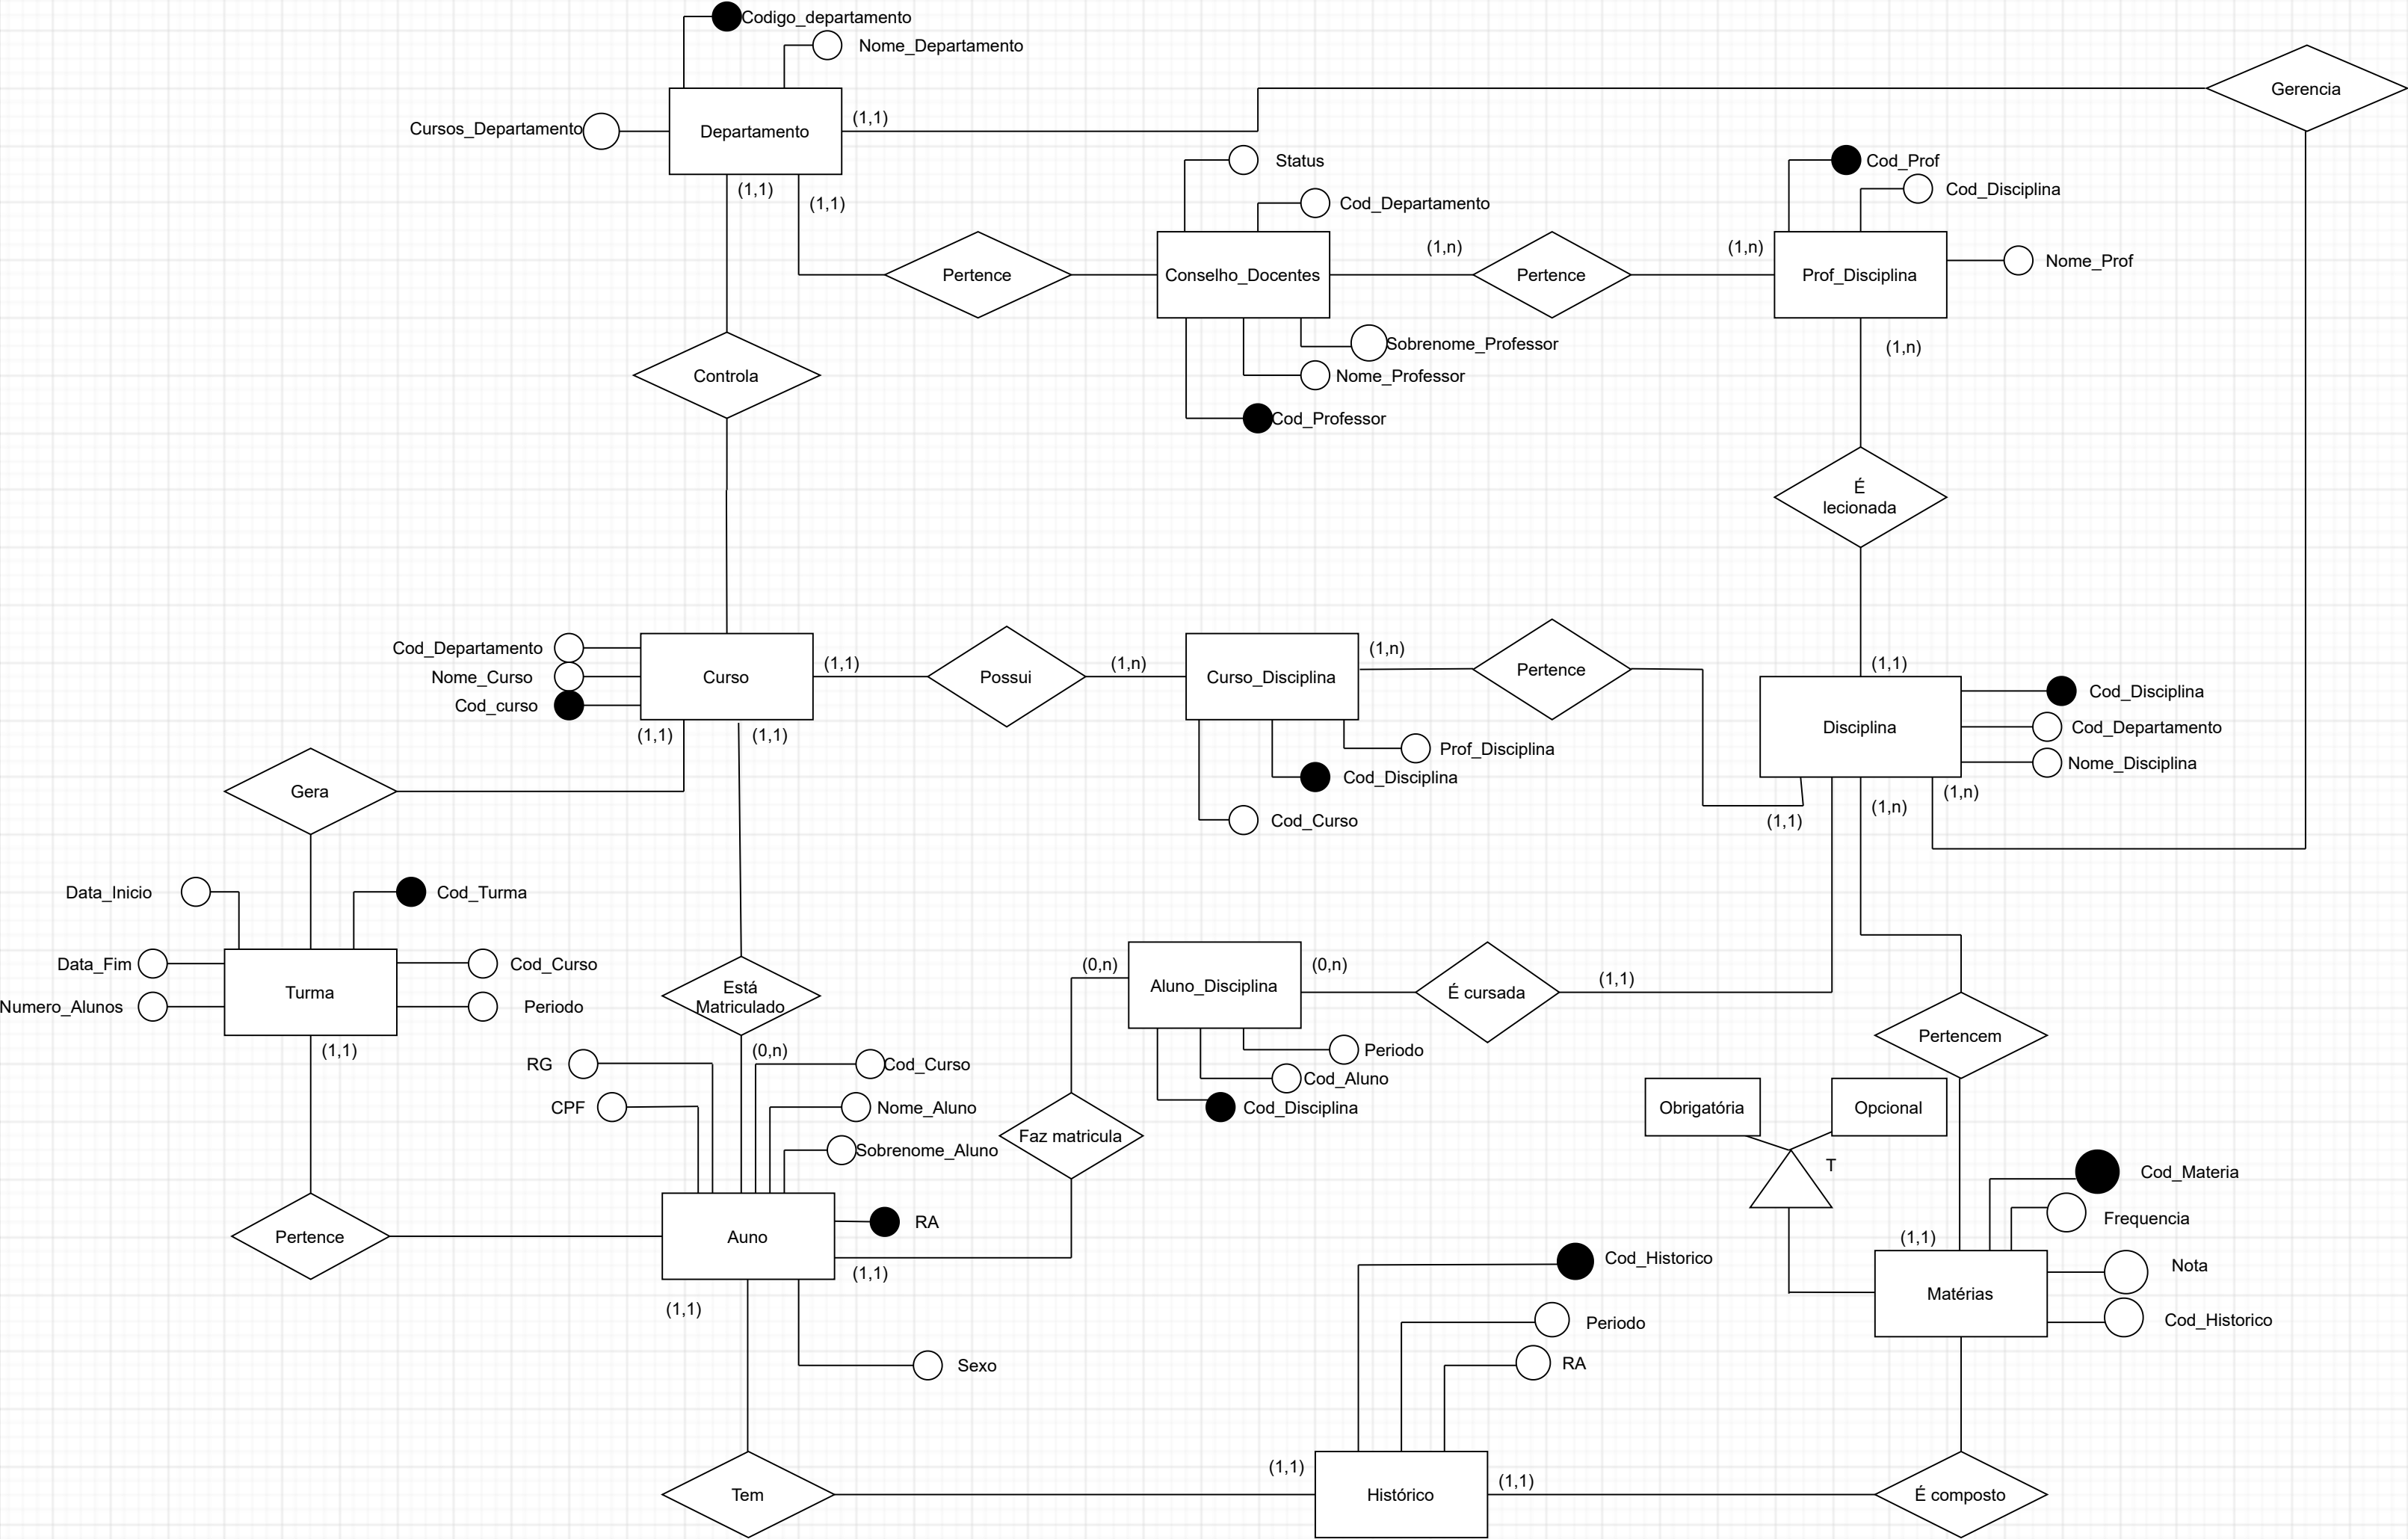 Codigo_departamento
Nome_Departamento
Gerencia
Cursos_Departamento
Departamento
(1,1)
(1,1)
(1,1)
Status
Cod_Departamento
Cod_Prof
Cod_Disciplina
Pertence
Conselho_Docentes
(1,n)
Pertence
(1,n)
Prof_Disciplina
Nome_Prof
Sobrenome_Professor
Nome_Professor
Cod_Professor
(1,n)
Controla
É
lecionada
Cod_Departamento
Nome_Curso
Cod_curso
Curso
(1,1)
Possui
(1,n)
Curso_Disciplina
(1,n)
Pertence
(1,1)
Disciplina
Cod_Disciplina
Cod_Departamento
Nome_Disciplina
(1,1)
(1,1)
Prof_Disciplina
Cod_Disciplina
Cod_Curso
(1,1)
(1,n)
(1,n)
Gera
Data_Inicio
Cod_Turma
Data_Fim
Cod_Curso
Numero_Alunos
Turma
Periodo
(1,1)
Está
Matriculado
(0,n)
(0,n)
Aluno_Disciplina
(0,n)
É cursada
(1,1)
Pertencem
RG
Cod_Curso
CPF
Nome_Aluno
Sobrenome_Aluno
Periodo
Cod_Aluno
Cod_Disciplina
Faz matricula
Obrigatória
Opcional
T
Cod_Materia
Frequencia
Pertence
Auno
RA
(1,1)
(1,1)
Sexo
(1,1)
Nota
Matérias
Cod_Historico
Cod_Historico
Periodo
RA
Tem
(1,1)
Histórico
(1,1)
É composto